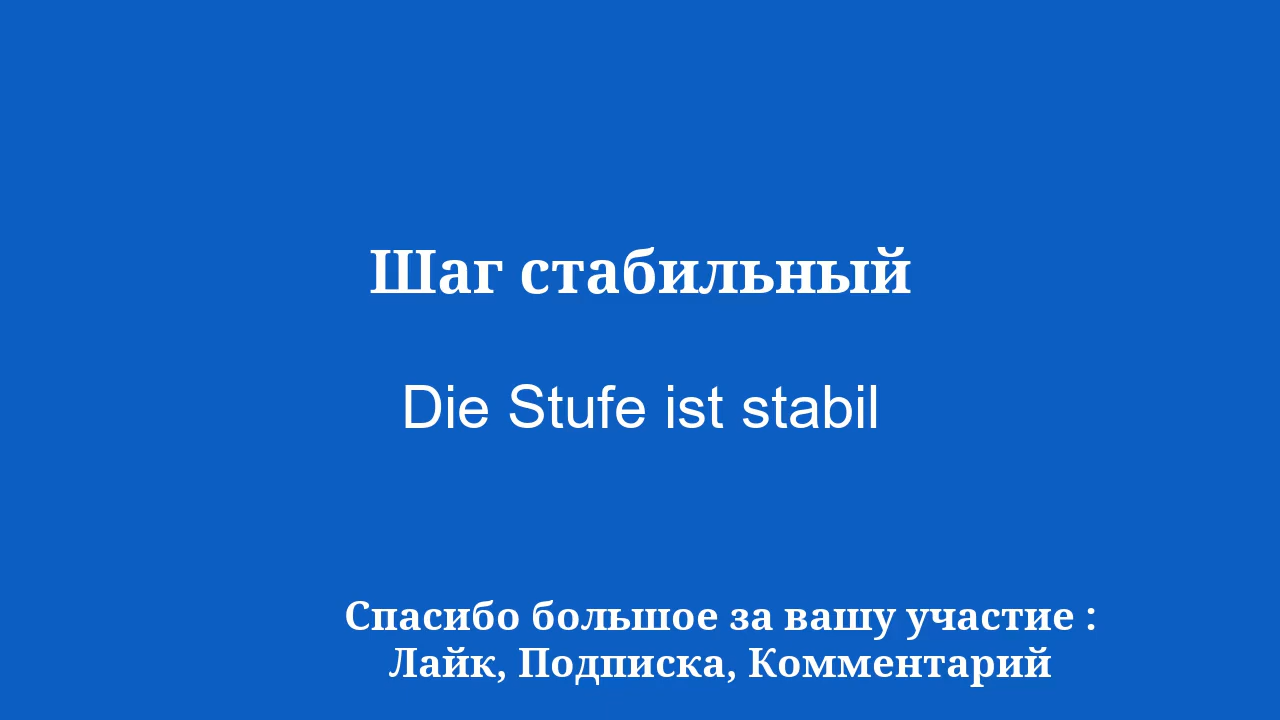 Шаг стабильный
Die Stufe ist stabil
Спасибо большое за вашу участие :
Лайк, Подписка, Комментарий